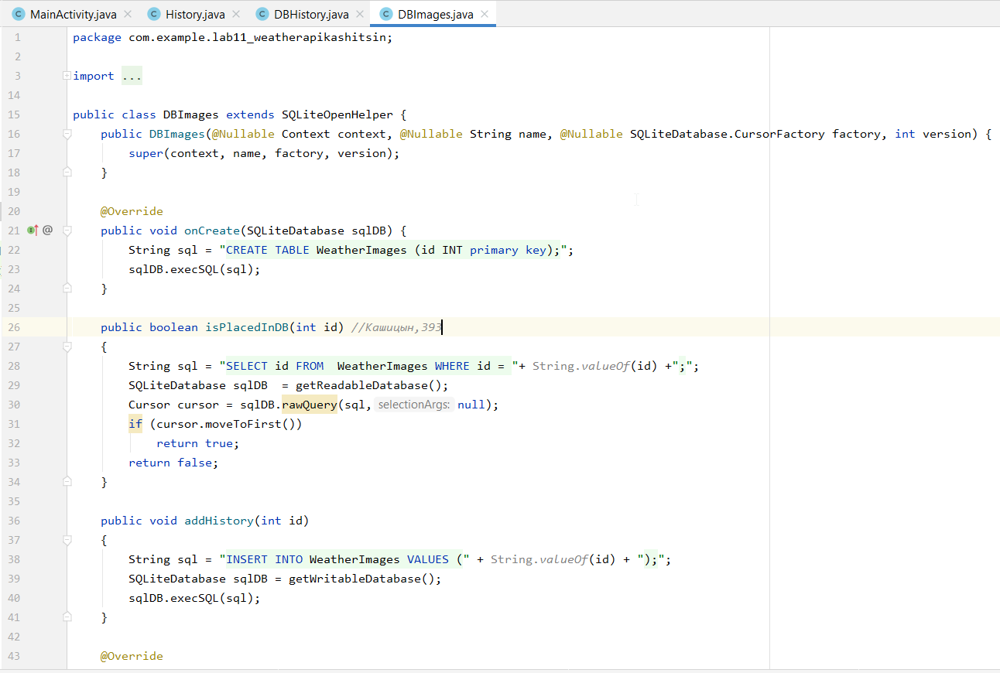 MainActivity.java History.java DBHistory.java DBImages.java
1 package com.example.lab11_weatherapikashitsin;
2
3 import ...
14
15 public class DBImages extends SQLiteOpenHelper {
16 public DBImages(@Nullable Context context, @Nullable String name, @Nullable SQLiteDatabase.CursorFactory factory, int version) {
17 super(context, name, factory, version);
18 }
19
20 @Override
21 public void onCreate(SQLiteDatabase sqlDB) {
22 String sql = "CREATE TABLE WeatherImages (id INT primary key);";
23 sqlDB.execSQL(sql);
24 }
25
26 public boolean isPlacedInDB(int id) //Кашицын,393
27 {
28 String sql = "SELECT id FROM  WeatherImages WHERE id = "+ String.valueOf(id) +";";
29 SQLiteDatabase sqlDB  = getReadableDatabase();
30 Cursor cursor = sqlDB.rawQuery(sql, selectionArgs: null);
31 if (cursor.moveToFirst())
32 return true;
33 return false;
34 }
35
36 public void addHistory(int id)
37 {
38 String sql = "INSERT INTO WeatherImages VALUES (" + String.valueOf(id) + ");";
39 SQLiteDatabase sqlDB = getWritableDatabase();
40 sqlDB.execSQL(sql);
41 }
42
43 @Override